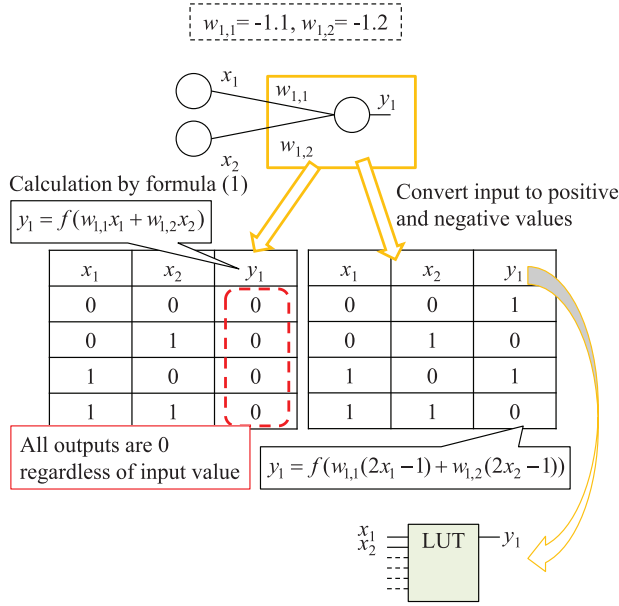 w1,1= -1.1, w1,2= -1.2
x1
w1,1
y1
w1,2
x2
Calculation by formula (1)
y1 = f(w1,1x1 + w1,2x2)
Convert input to positive
and negative values
x1 x2 y1
0 0 0
0 1 0
1 0 0
1 1 0
x1 x2 y1
0 0 1
0 1 0
1 0 1
1 1 0
All outputs are 0
regardless of input value
y1 = f(w1,1(2x1 −1) + w1,2(2x2 −1))
x1
x2
LUT
y1